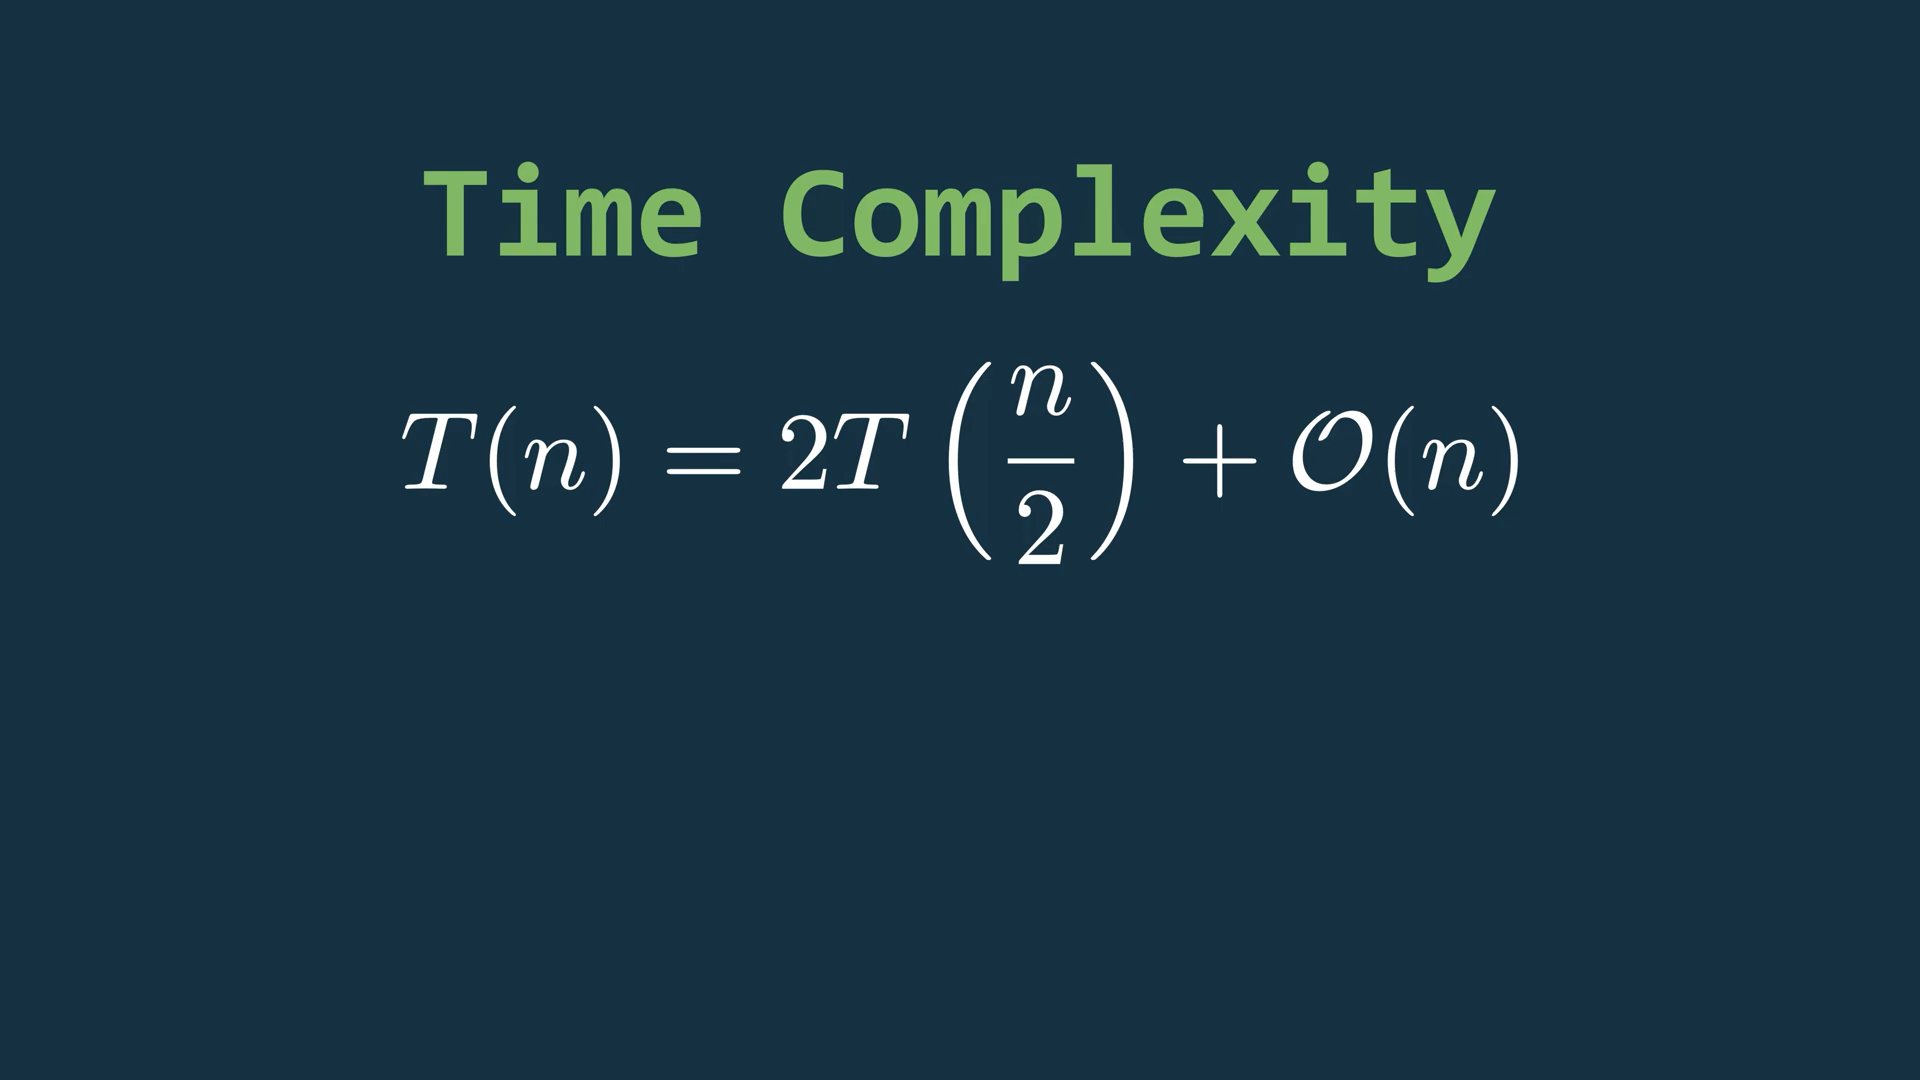 Time Complexity
T(n) = 2T(n/2) + O(n)